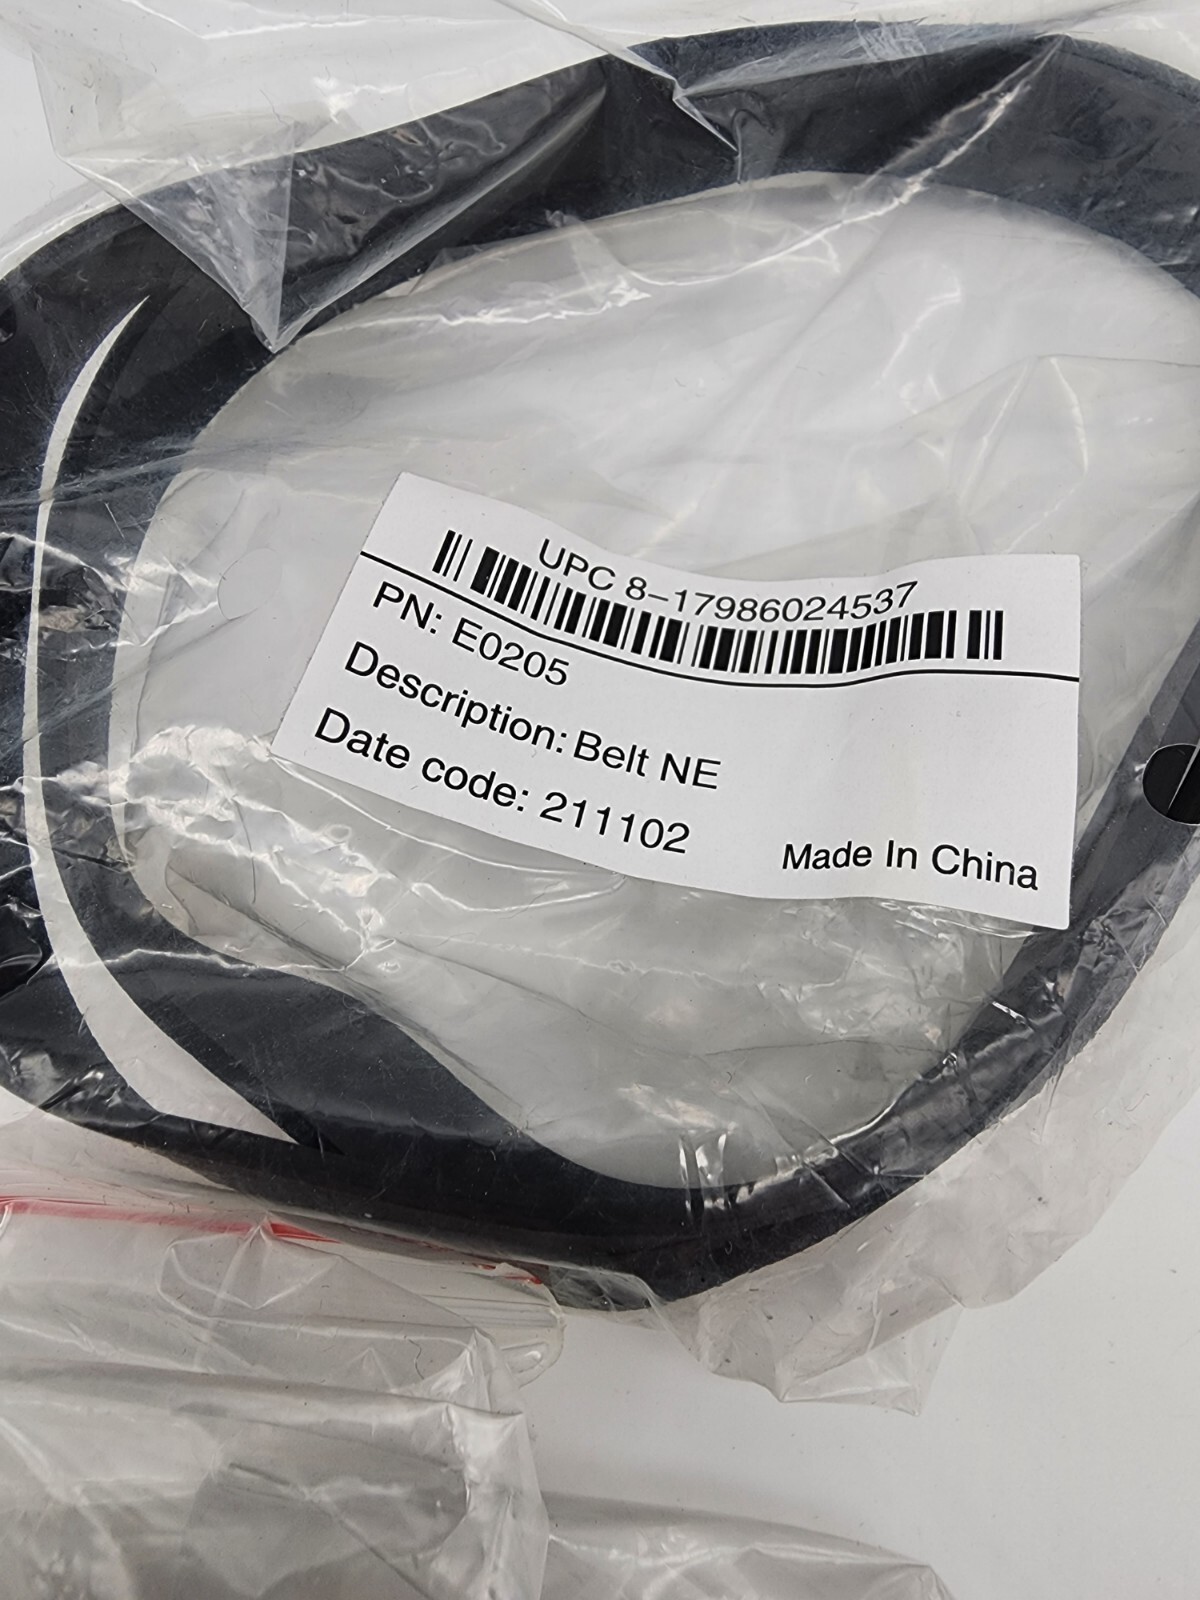 UPC 8-17986024537
PN: E0205
Description: Belt NE
Date code: 211102
Made In China